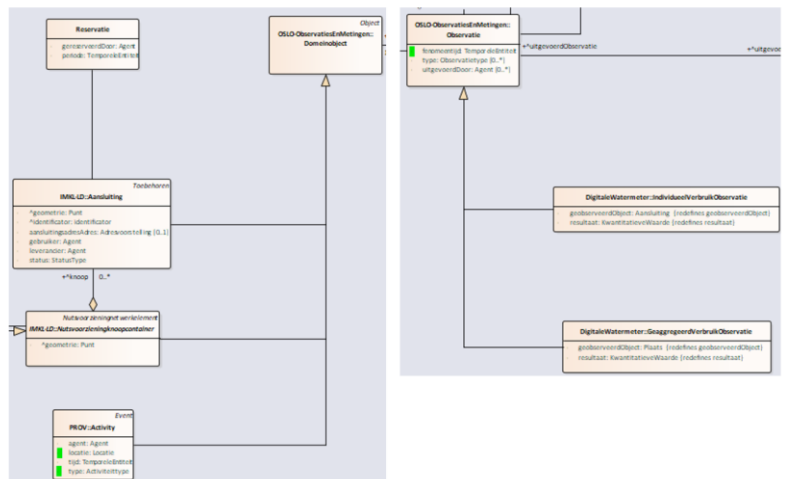 Reservatie
gereserveerdDoor: Agent
periode: TemporeleEntiteit
Object
OSLO-ObservatiesEnMetingen::
Domeinobject
Toebehoren
IMKL-LD::Aansluiting
^geometrie: Punt
^identificator: Identificator
aansluitingsadresAdres: Adresvoorstelling [0..1]
gebruiker: Agent
leverancier: Agent
status: StatusType
+^knoop
0..*
Nutsvoorzieningnetwerkelement
IMKL-LD::Nutsvoorzieningknoopcontainer
^geometrie: Punt
Event
PROV::Activity
agent: Agent
locatie: Locatie
tijd: TemporeleEntiteit
type: Activiteittype
OSLO-ObservatiesEnMetingen::
Observatie
fenomeentijd: TemporeleEntiteit
type: Observatietype [0..*]
uitgevoerdDoor: Agent [0..*]
+^uitgevoerdObservatie
+^uitgevoe
DigitaleWatermeter::IndividueelVerbruikObservatie
geobserveerdObject: Aansluiting {redefines geobserveerdObject}
resultaat: KwantitatieveWaarde {redefines resultaat}
DigitaleWatermeter::GeaggregeerdVerbruikObservatie
geobserveerdObject: Plaats {redefines geobserveerdObject}
resultaat: KwantitatieveWaarde {redefines resultaat}